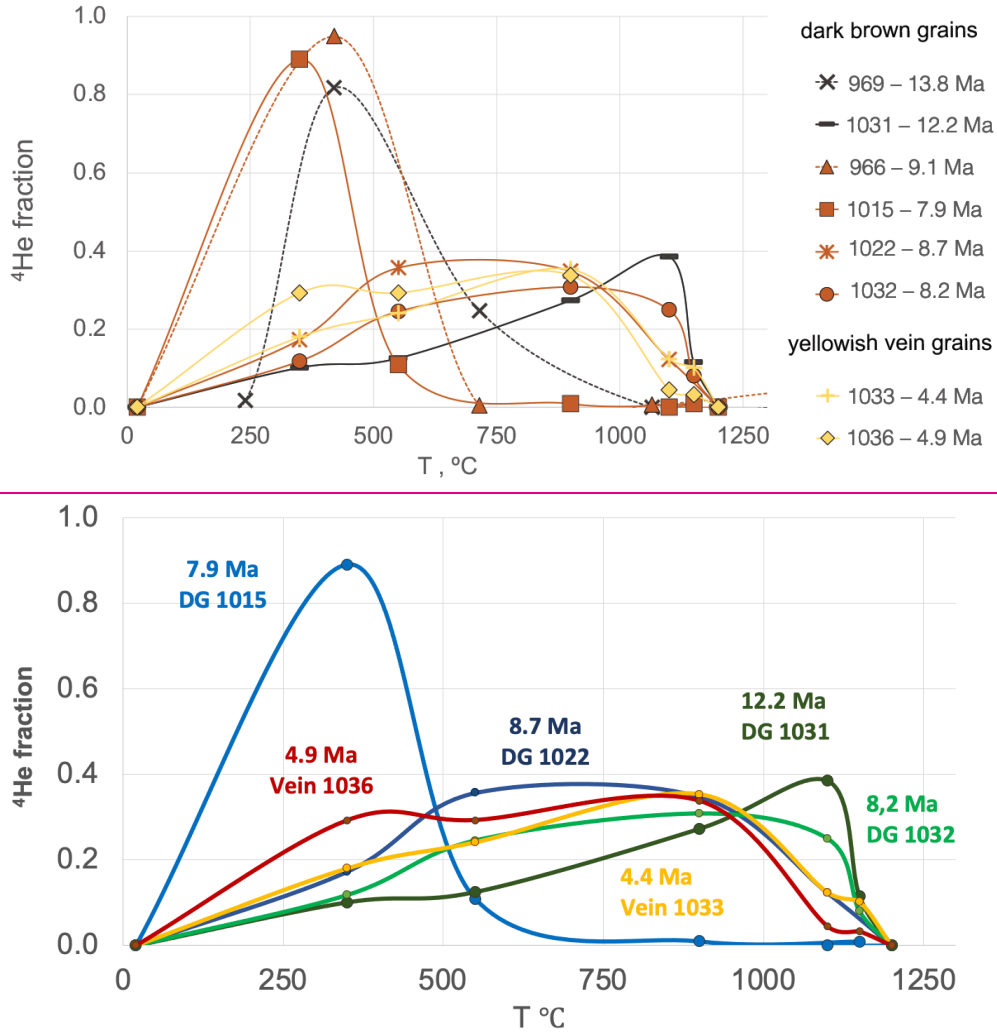 1.0
0.8
0.6
0.4
0.2
0.0
⁴He fraction
0 250 500 750 1000 1250
T , ºC
dark brown grains
969 – 13.8 Ma
1031 – 12.2 Ma
966 – 9.1 Ma
1015 – 7.9 Ma
1022 – 8.7 Ma
1032 – 8.2 Ma
yellowish vein grains
1033 – 4.4 Ma
1036 – 4.9 Ma
1.0
0.8
0.6
0.4
0.2
0.0
⁴He fraction
7.9 Ma
DG 1015
4.9 Ma
Vein 1036
8.7 Ma
DG 1022
12.2 Ma
DG 1031
8,2 Ma
DG 1032
4.4 Ma
Vein 1033
0 250 500 750 1000 1250
T °C